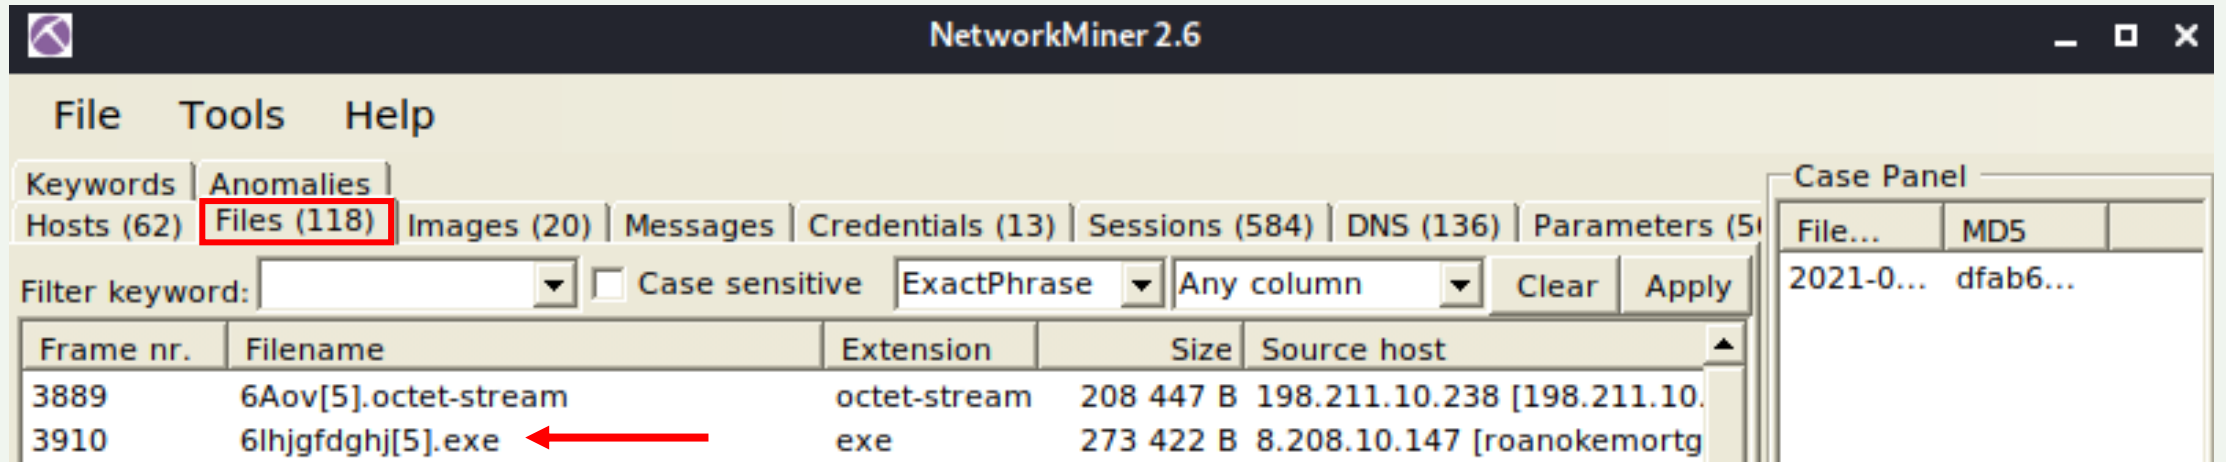 NetworkMiner 2.6
File Tools Help
Keywords Anomalies
Hosts (62) Files (118) Images (20) Messages Credentials (13) Sessions (584) DNS (136) Parameters (5
Filter keyword: Case sensitive ExactPhrase Any column Clear Apply
Frame nr. Filename Extension Size Source host
3889 6Aov[5].octet-stream octet-stream 208 447 B 198.211.10.238 [198.211.10.
3910 6lhjgfdghj[5].exe exe 273 422 B 8.208.10.147 [roanokemortg
Case Panel
File... MD5
2021-0... dfab6...